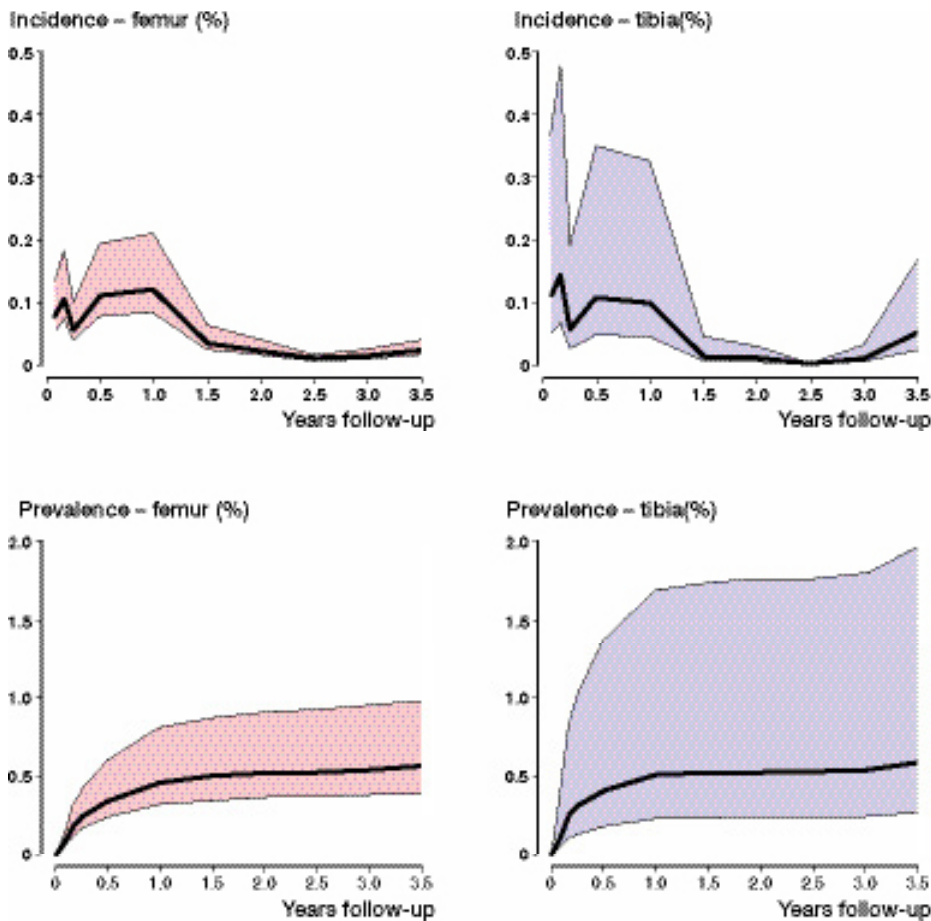 Incidence – femur (%)
0.5
0.4
0.3
0.2
0.1
0
0 0.5 1.0 1.5 2.0 2.5 3.0 3.5
Years follow-up
Incidence – tibia(%)
0.5
0.4
0.3
0.2
0.1
0
0 0.5 1.0 1.5 2.0 2.5 3.0 3.5
Years follow-up
Prevalence – femur (%)
2.0
1.5
1.0
0.5
0
0 0.5 1.0 1.5 2.0 2.5 3.0 3.5
Years follow-up
Prevalence – tibia(%)
2.0
1.5
1.0
0.5
0
0 0.5 1.0 1.5 2.0 2.5 3.0 3.5
Years follow-up